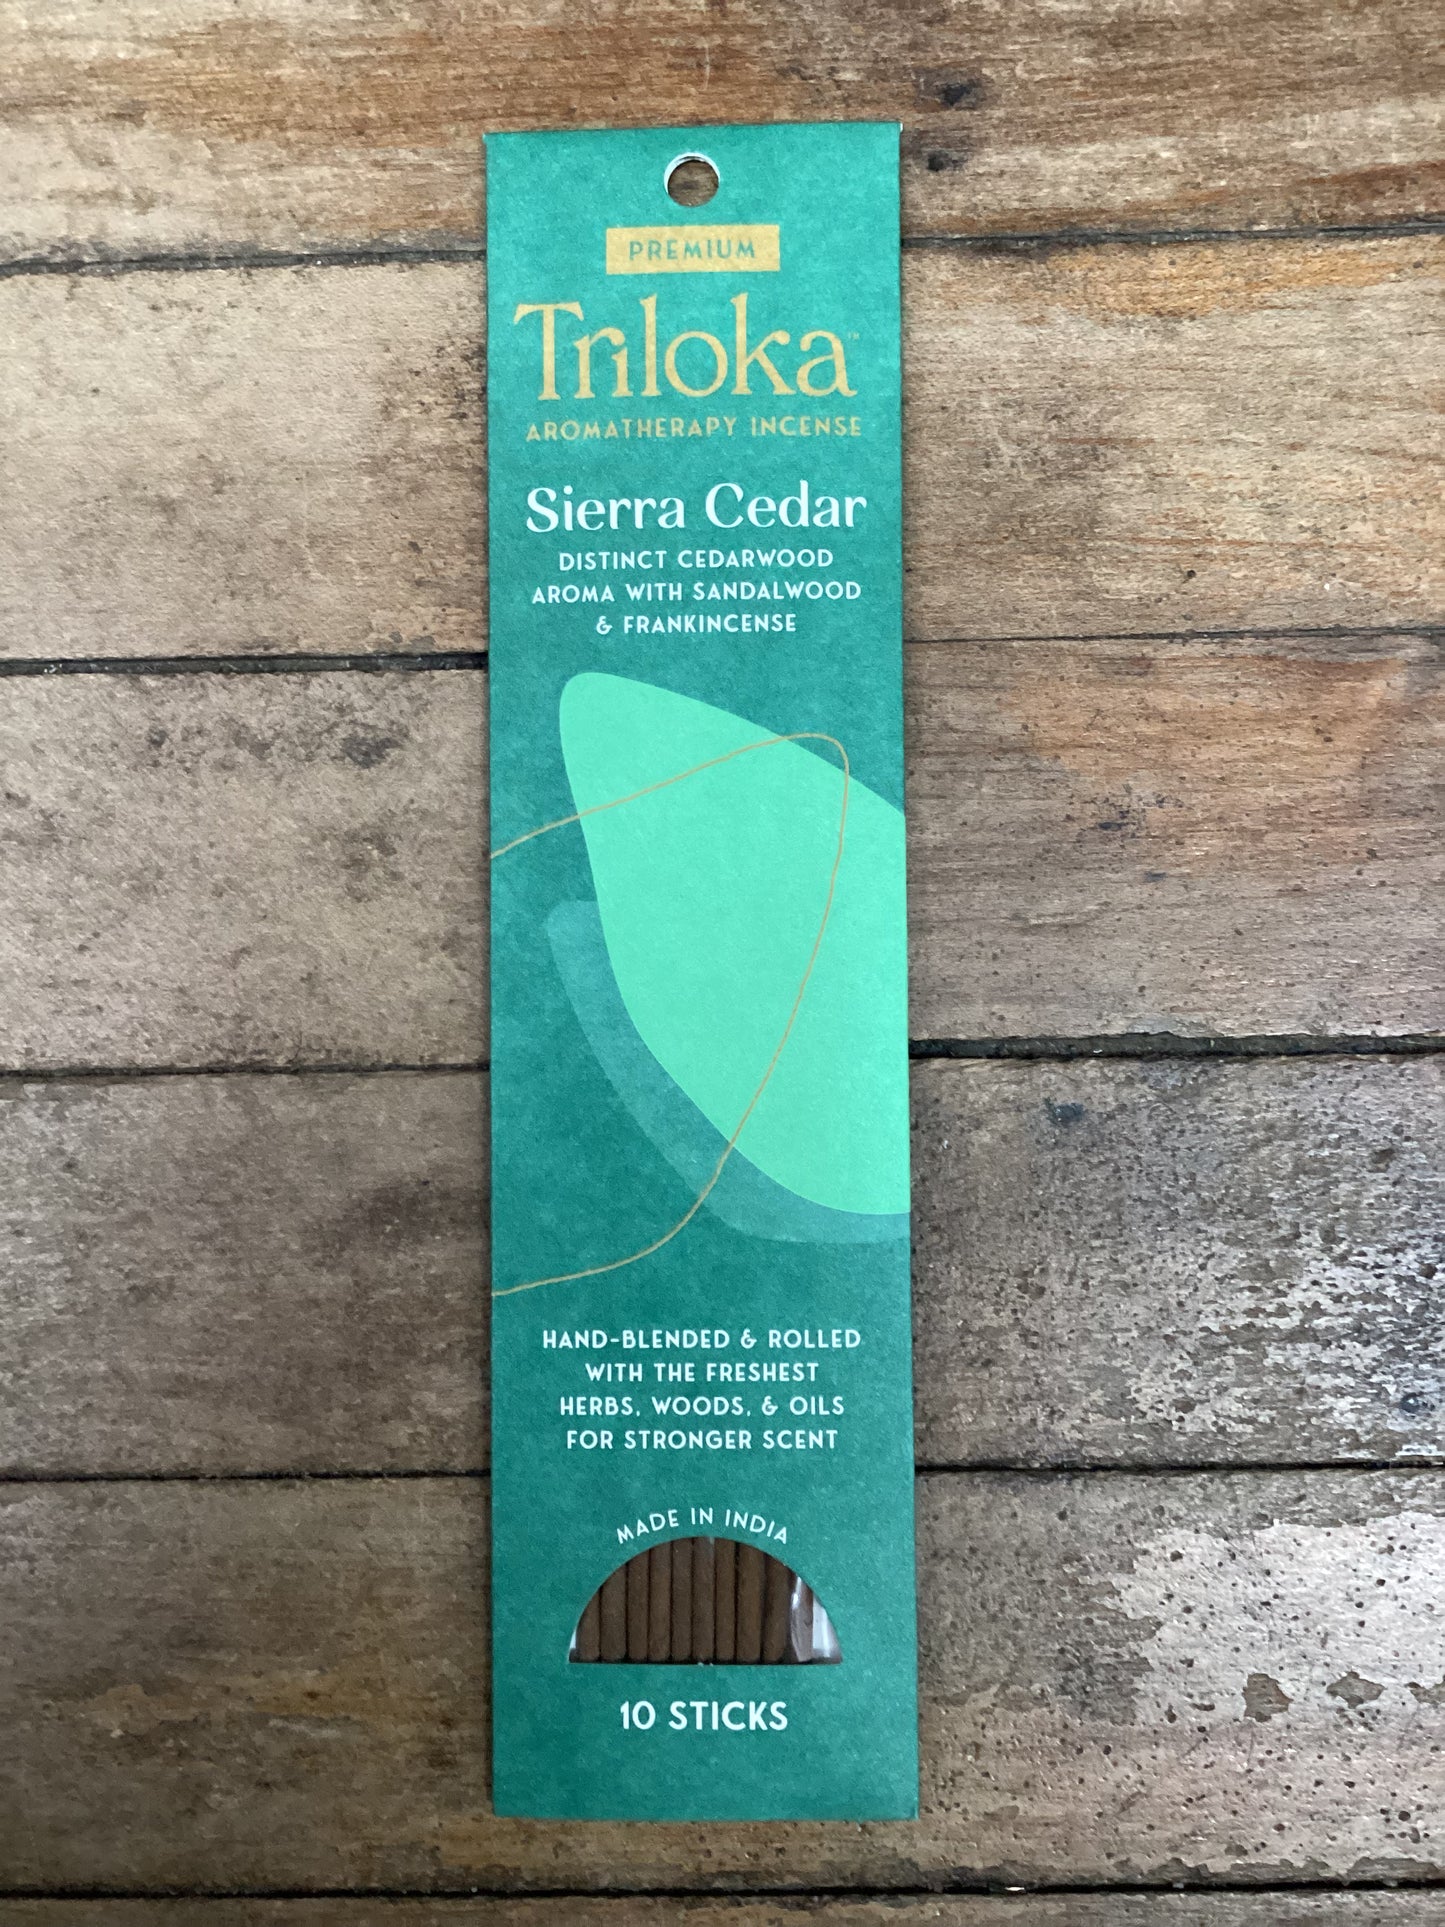 PREMIUM
Triloka™
AROMATHERAPY INCENSE
Sierra Cedar
DISTINCT CEDARWOOD
AROMA WITH SANDALWOOD
& FRANKINCENSE
HAND-BLENDED & ROLLED
WITH THE FRESHEST
HERBS, WOODS, & OILS
FOR STRONGER SCENT
MADE IN INDIA
10 STICKS